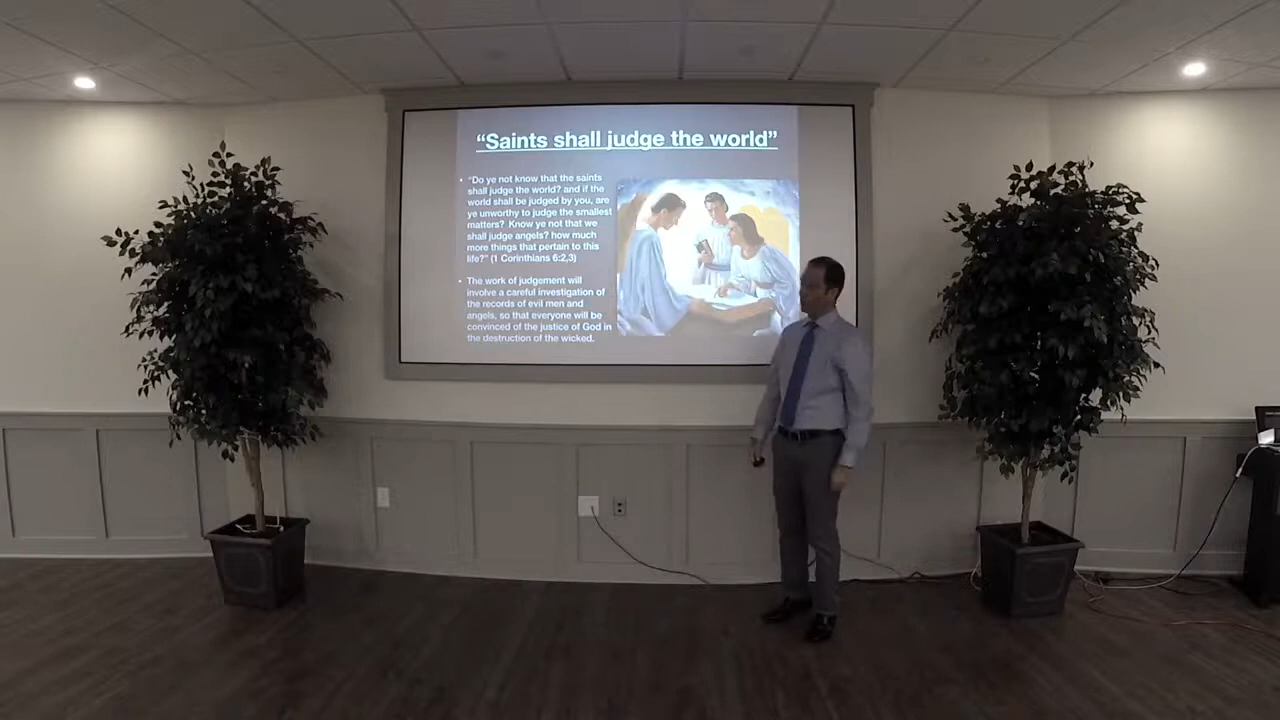 “Saints shall judge the world”
• “Do ye not know that the saints
shall judge the world? and if the
world shall be judged by you, are
ye unworthy to judge the smallest
matters?  Know ye not that we
shall judge angels? how much
more things that pertain to this
life?” (1 Corinthians 6:2,3)
• The work of judgement will
involve a careful investigation of
the records of evil men and
angels, so that everyone will be
convinced of the justice of God in
the destruction of the wicked.